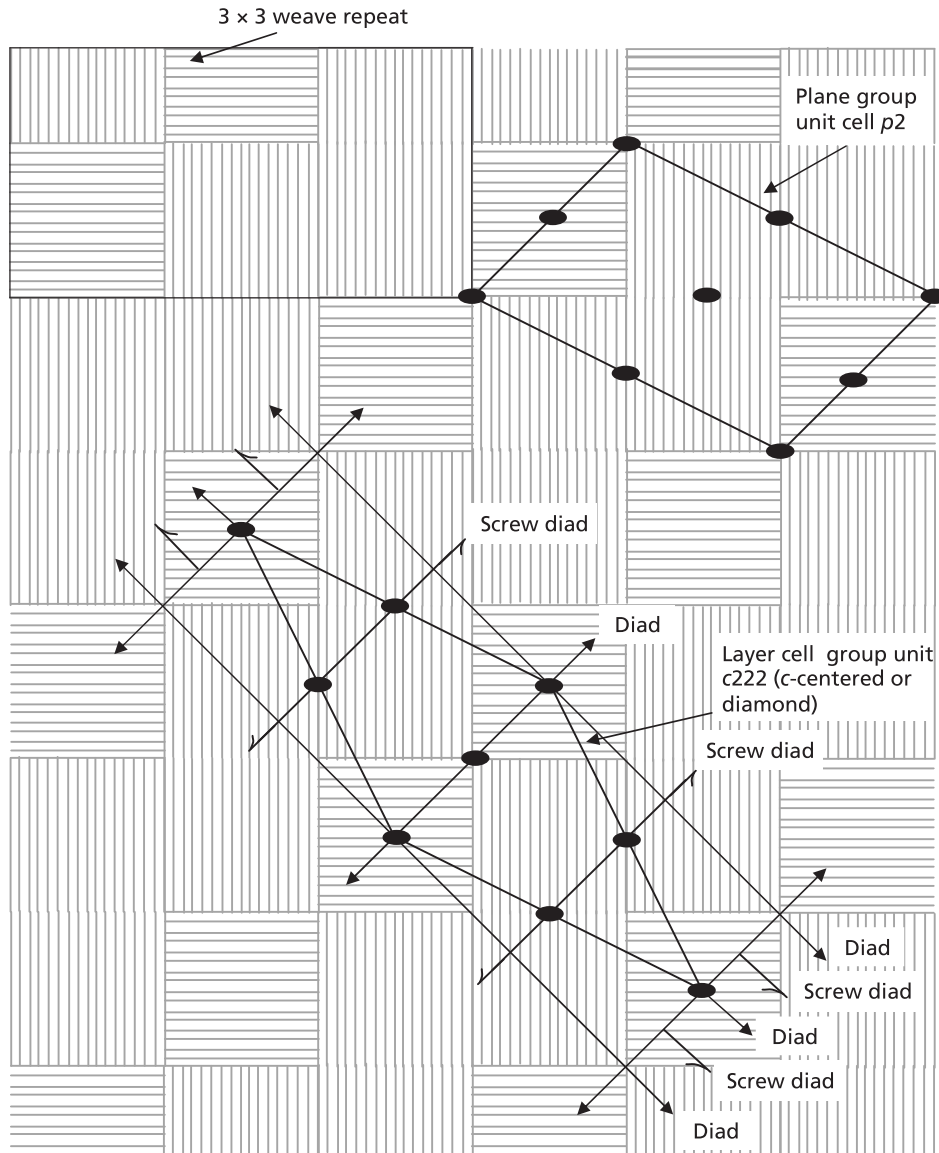 3 × 3 weave repeat
Plane group
unit cell p2
Screw diad
Diad
Layer cell group unit
c222 (c-centered or
diamond)
Screw diad
Diad
Screw diad
Diad
Screw diad
Diad